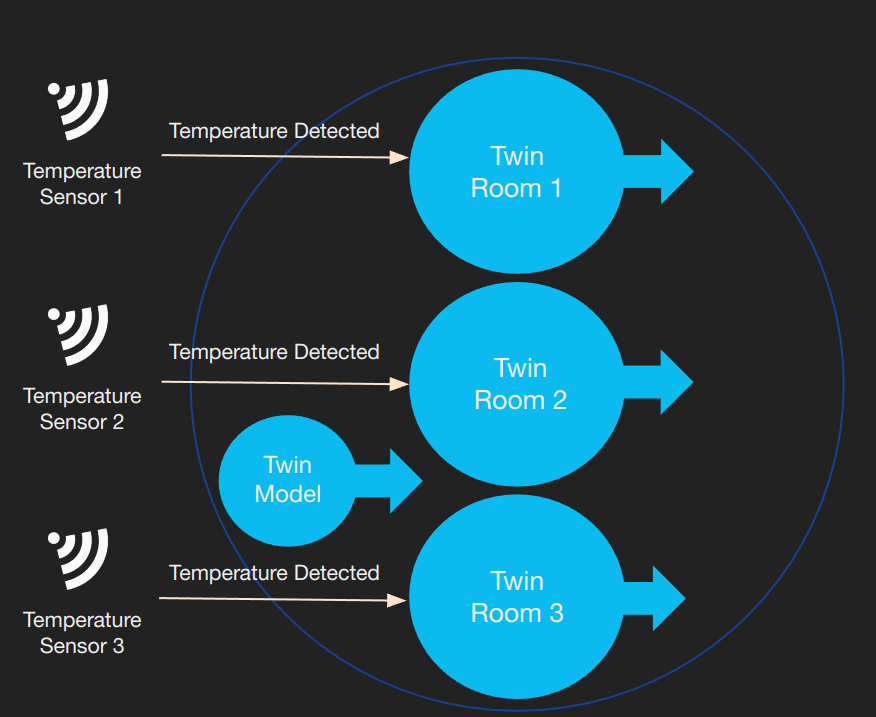 Temperature Detected
Twin
Room 1
Temperature
Sensor 1
Temperature Detected
Twin
Room 2
Temperature
Sensor 2
Twin
Model
Temperature Detected
Twin
Room 3
Temperature
Sensor 3